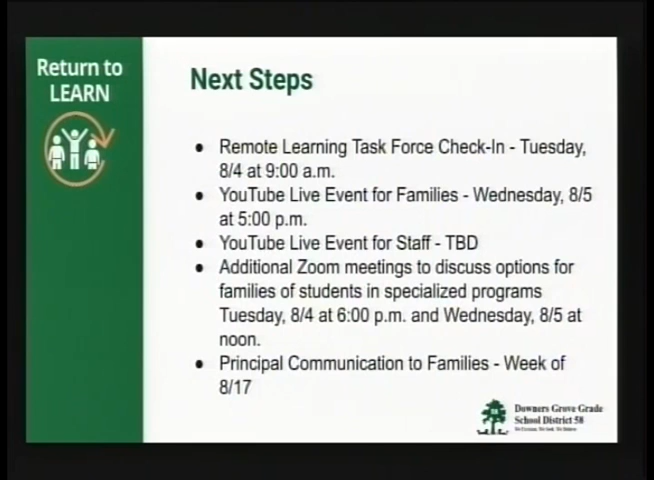 Return to
LEARN
Next Steps
● Remote Learning Task Force Check-In - Tuesday,
8/4 at 9:00 a.m.
● YouTube Live Event for Families - Wednesday, 8/5
at 5:00 p.m.
● YouTube Live Event for Staff - TBD
● Additional Zoom meetings to discuss options for
families of students in specialized programs
Tuesday, 8/4 at 6:00 p.m. and Wednesday, 8/5 at
noon.
● Principal Communication to Families - Week of
8/17
Downers Grove Grade
School District 58